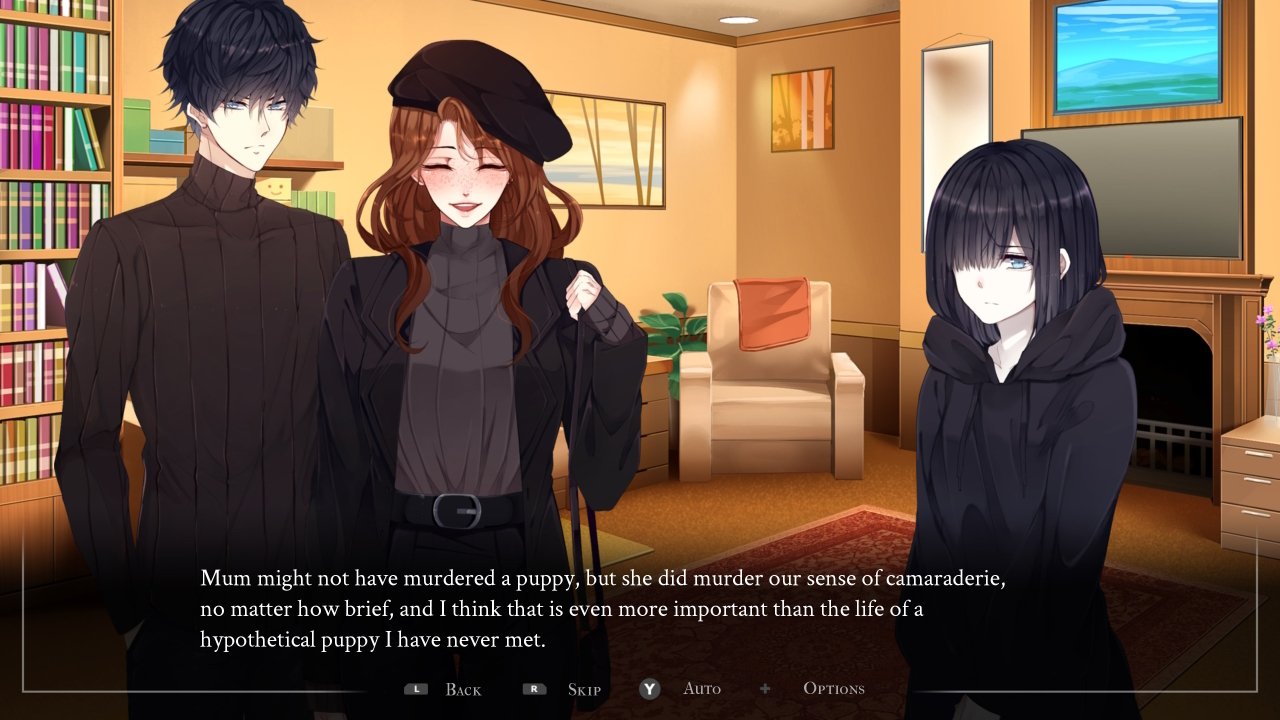 Mum might not have murdered a puppy, but she did murder our sense of camaraderie,
no matter how brief, and I think that is even more important than the life of a
hypothetical puppy I have never met.
L Back R Skip Y Auto + Options